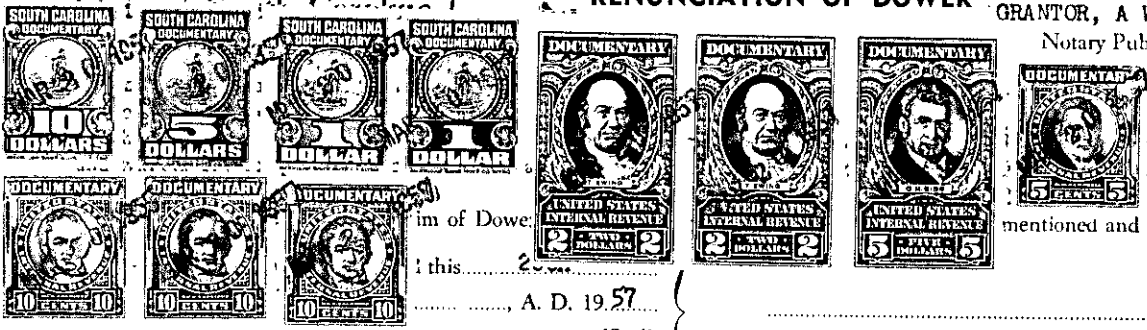 RENUNCIATION OF DOWER
GRANTOR, A
Notary Pub
SOUTH CAROLINA
DOCUMENTARY
10
DOLLARS
SOUTH CAROLINA
DOCUMENTARY
5
DOLLARS
SOUTH CAROLINA
DOCUMENTARY
1
DOLLAR
SOUTH CAROLINA
DOCUMENTARY
1
DOLLAR
DOCUMENTARY
T. EWING
UNITED STATES
INTERNAL REVENUE
2 TWO DOLLARS 2
DOCUMENTARY
T. EWING
UNITED STATES
INTERNAL REVENUE
2 TWO DOLLARS 2
DOCUMENTARY
UNITED STATES
INTERNAL REVENUE
5 FIVE DOLLARS 5
DOCUMENTARY
5 CENTS 5
DOCUMENTARY
10 CENTS 10
DOCUMENTARY
10 CENTS 10
DOCUMENTARY
10 CENTS 10
im of Dowe
mentioned and
this
A. D. 19 57